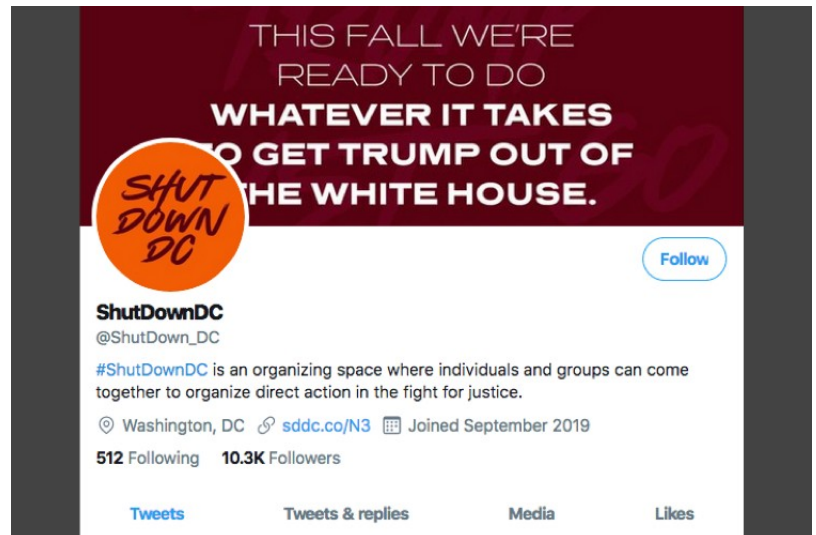 THIS FALL WE'RE
READY TO DO
WHATEVER IT TAKES
O GET TRUMP OUT OF
HE WHITE HOUSE.
SHUT
DOWN
DC
Follow
ShutDownDC
@ShutDown_DC
#ShutDownDC is an organizing space where individuals and groups can come
together to organize direct action in the fight for justice.
Washington, DC sddc.co/N3 Joined September 2019
512 Following 10.3K Followers
Tweets Tweets & replies Media Likes